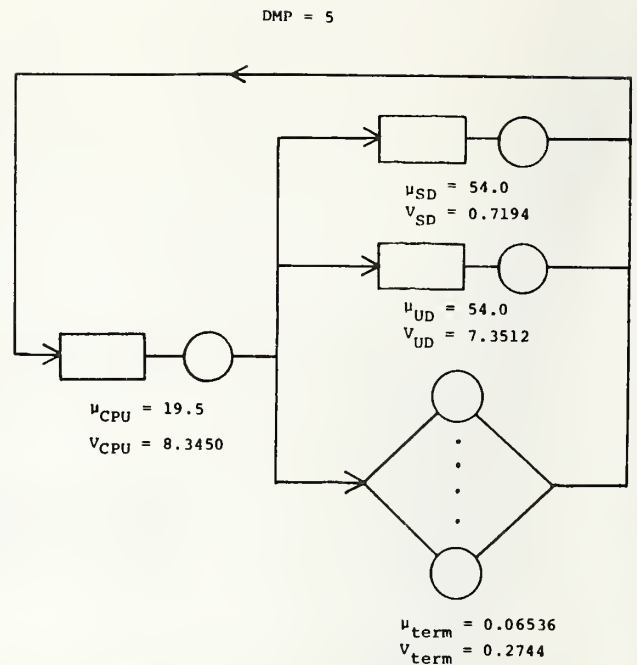 DMP = 5
μSD = 54.0
VSD = 0.7194
μUD = 54.0
VUD = 7.3512
μCPU = 19.5
VCPU = 8.3450
μterm = 0.06536
Vterm = 0.2744